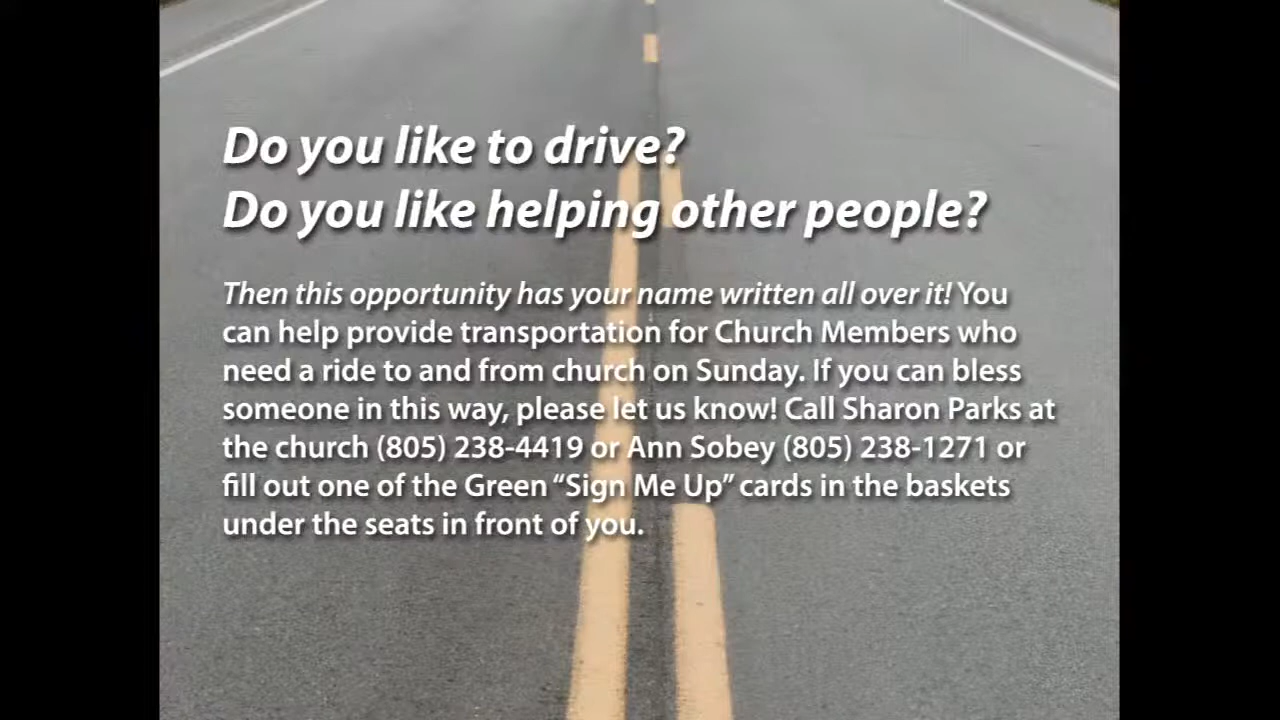 Do you like to drive?
Do you like helping other people?
Then this opportunity has your name written all over it! You
can help provide transportation for Church Members who
need a ride to and from church on Sunday. If you can bless
someone in this way, please let us know! Call Sharon Parks at
the church (805) 238-4419 or Ann Sobey (805) 238-1271 or
fill out one of the Green “Sign Me Up” cards in the baskets
under the seats in front of you.